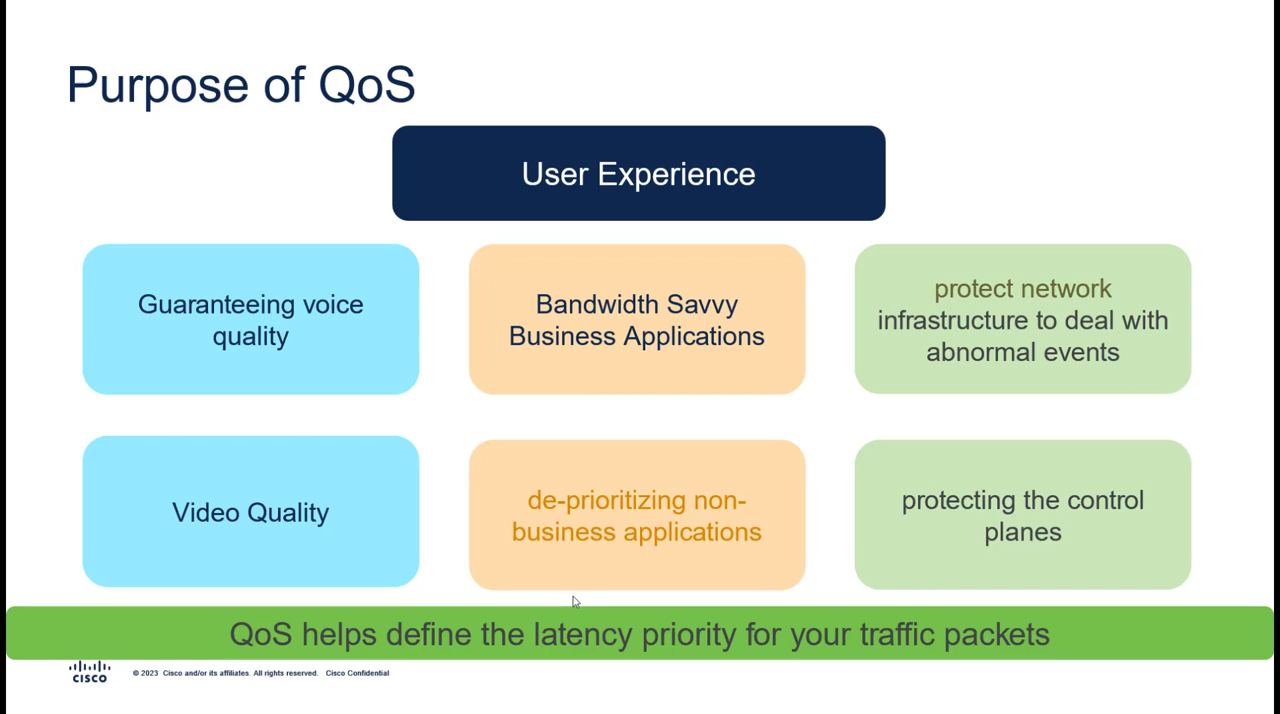 Purpose of QoS
User Experience
Guaranteeing voice
quality
Bandwidth Savvy
Business Applications
protect network
infrastructure to deal with
abnormal events
Video Quality
de-prioritizing non-
business applications
protecting the control
planes
QoS helps define the latency priority for your traffic packets
CISCO
© 2023 Cisco and/or its affiliates. All rights reserved. Cisco Confidential